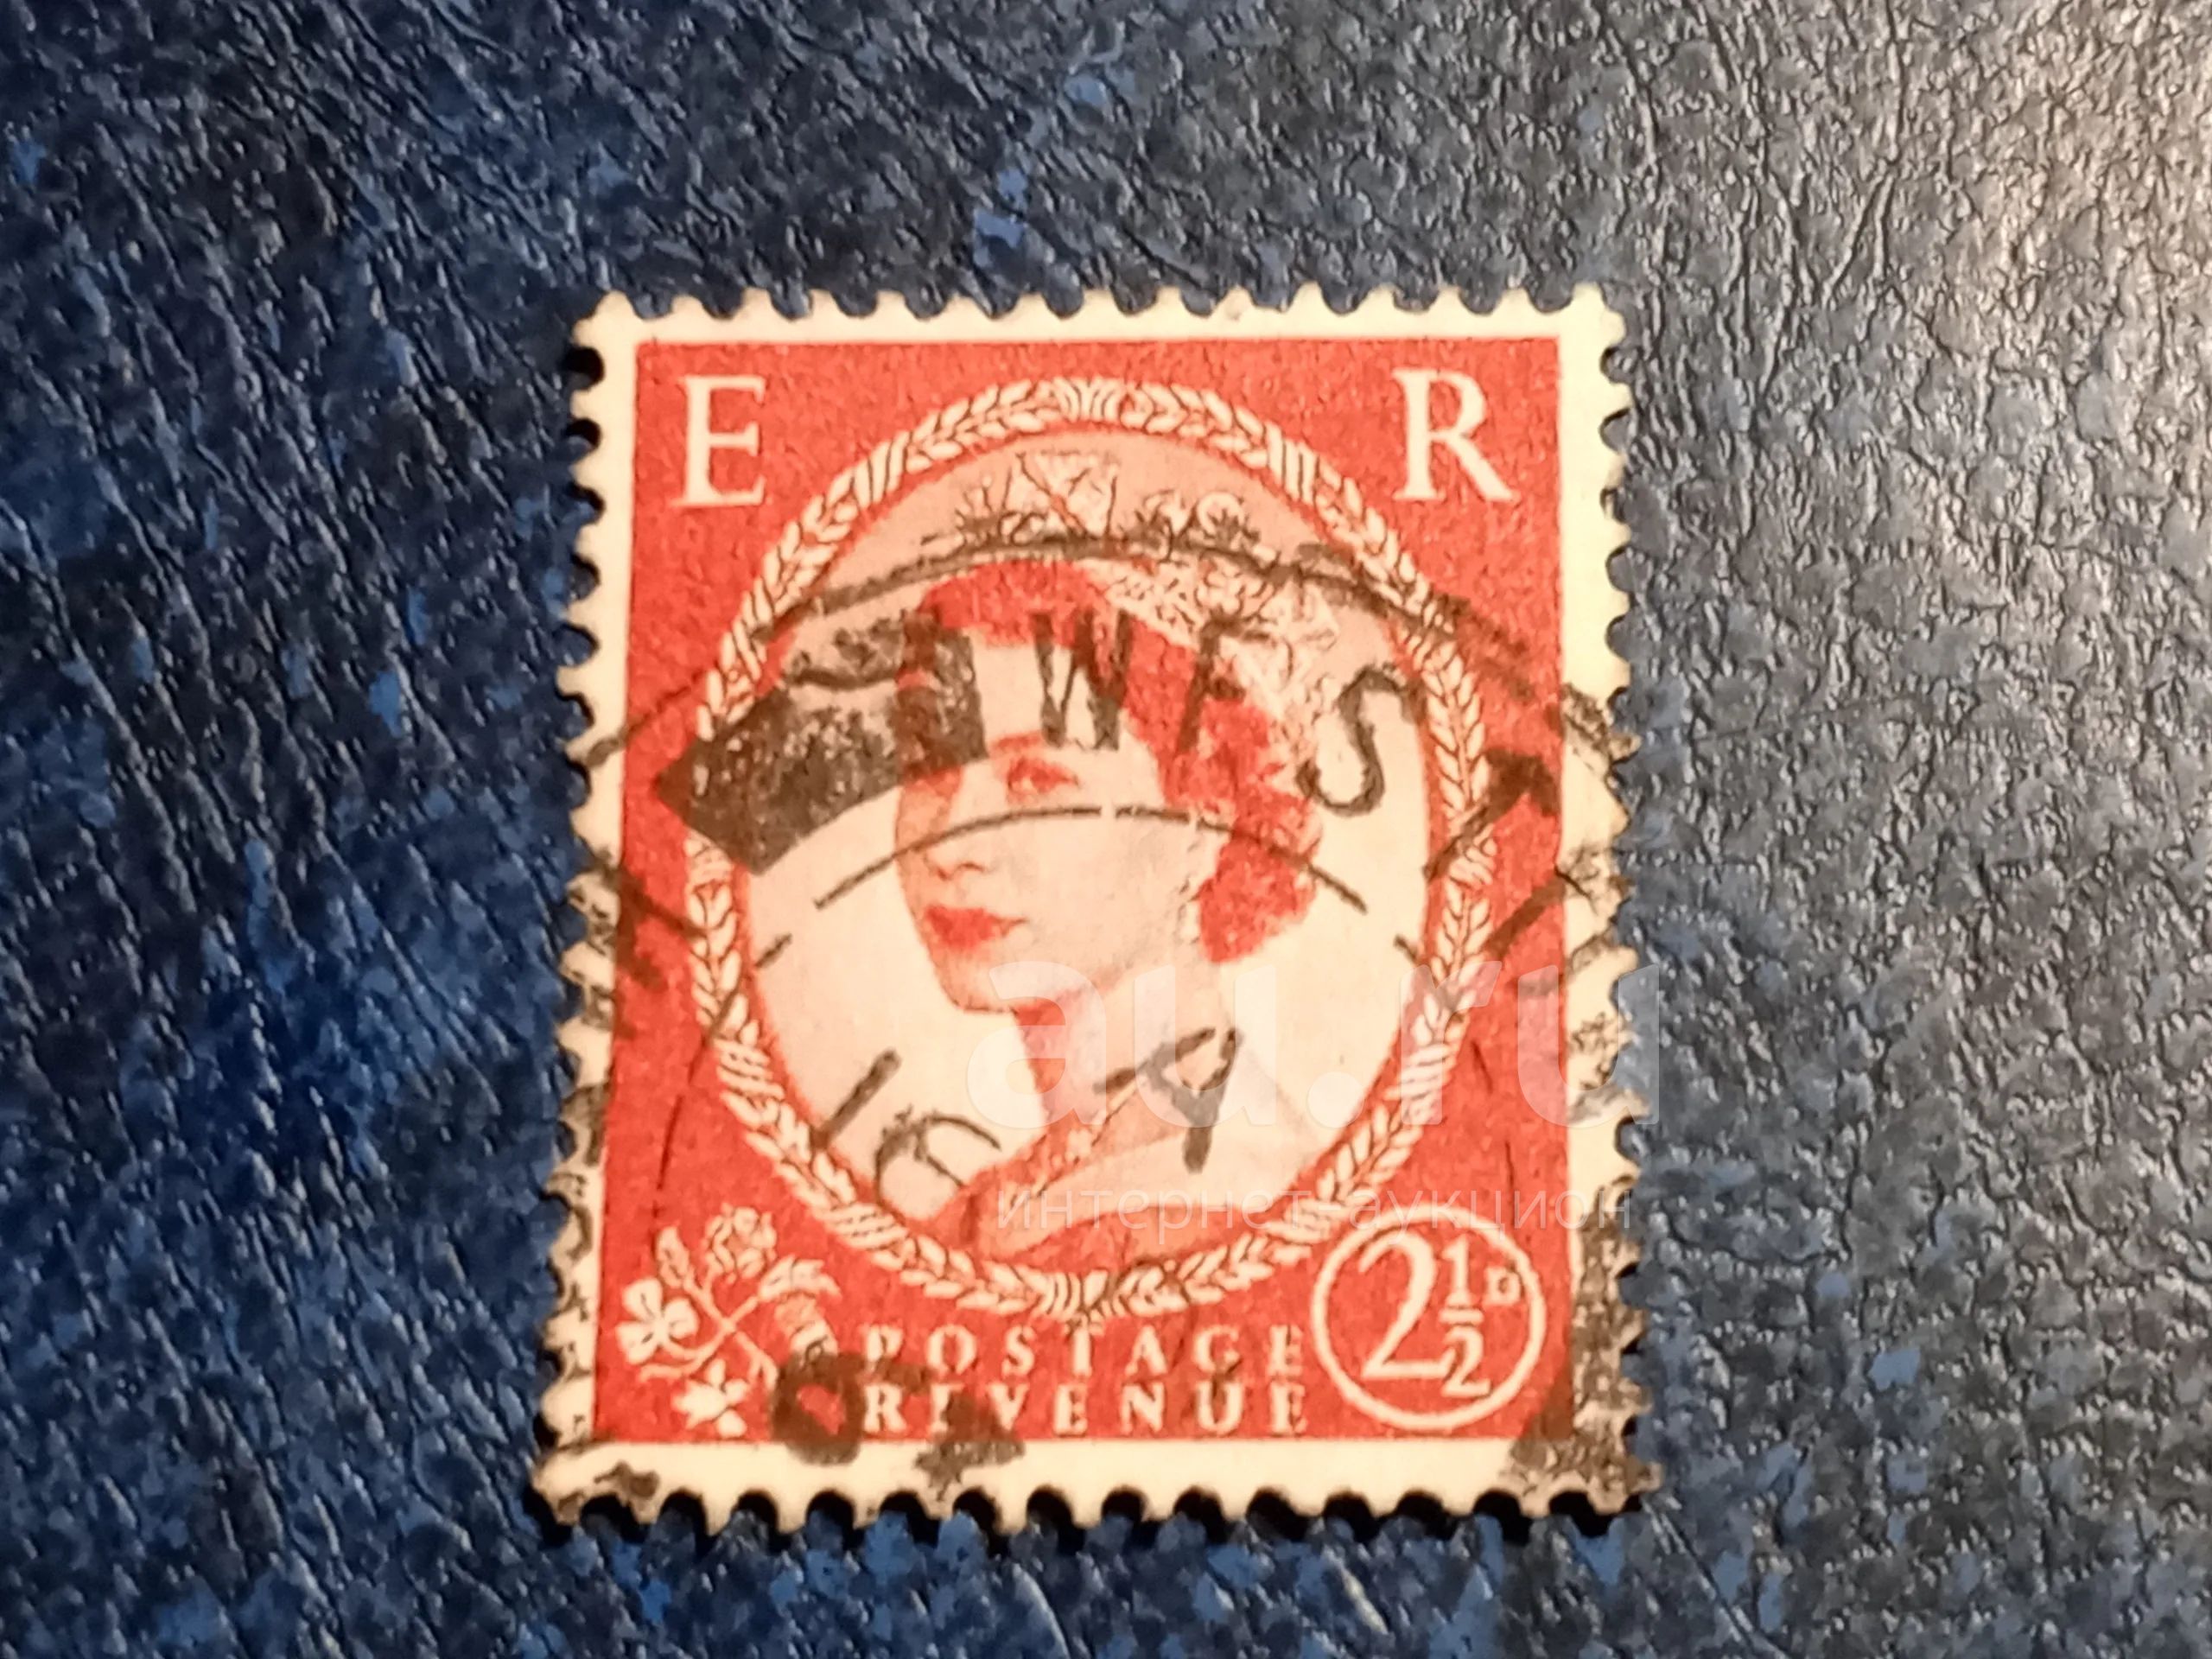 E R
POSTAGE
REVENUE
2½D
au.ru
интернет-аукцион